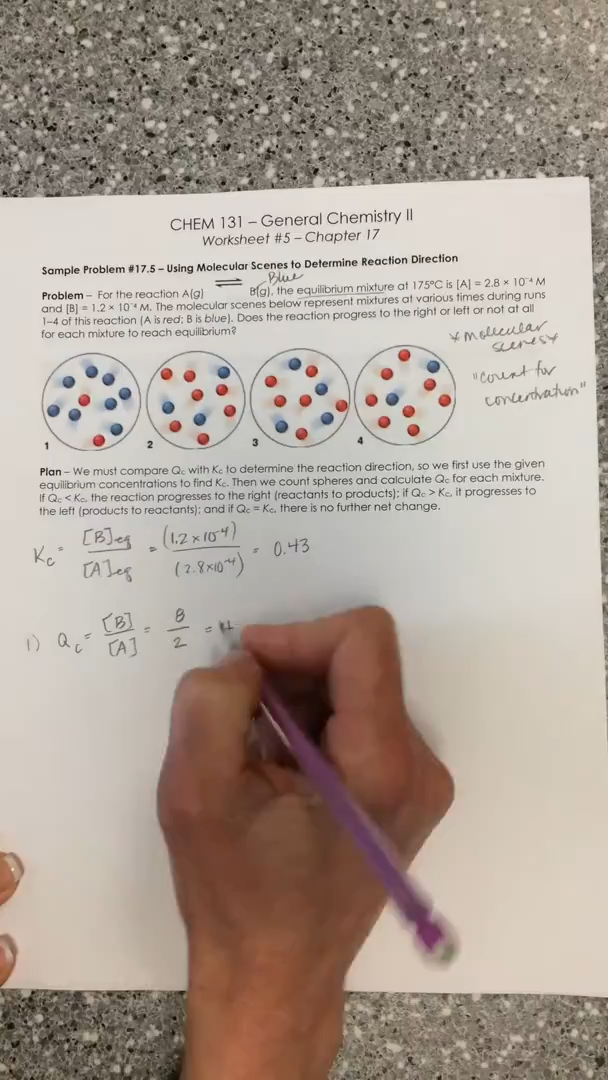 CHEM 131 – General Chemistry II
Worksheet #5 – Chapter 17
Sample Problem #17.5 – Using Molecular Scenes to Determine Reaction Direction
Blue
Problem – For the reaction A(g) ⇌ B(g), the equilibrium mixture at 175°C is [A] = 2.8 × 10⁻⁴ M
and [B] = 1.2 × 10⁻⁴ M. The molecular scenes below represent mixtures at various times during runs
1–4 of this reaction (A is red; B is blue). Does the reaction progress to the right or left or not at all
for each mixture to reach equilibrium?
*Molecular
scenes*
"Count for
concentration"
1 2 3 4
Plan – We must compare Qc with Kc to determine the reaction direction, so we first use the given
equilibrium concentrations to find Kc. Then we count spheres and calculate Qc for each mixture.
If Qc < Kc, the reaction progresses to the right (reactants to products); if Qc > Kc, it progresses to
the left (products to reactants); and if Qc = Kc, there is no further net change.
Kc = [B]eq / [A]eq = (1.2×10⁻⁴) / (2.8×10⁻⁴) = 0.43
1) Qc = [B] / [A] = 8 / 2 =